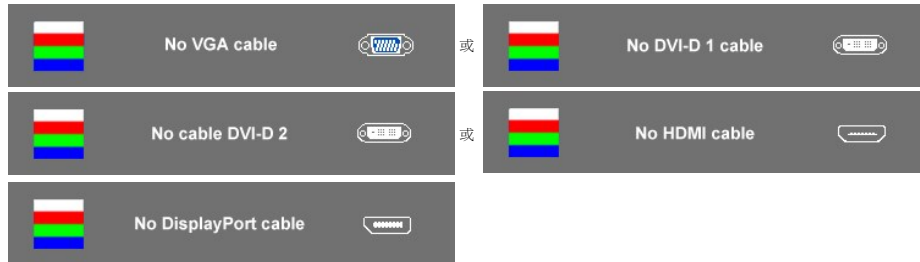 No VGA cable 或 No DVI-D 1 cable
No cable DVI-D 2 或 No HDMI cable
No DisplayPort cable